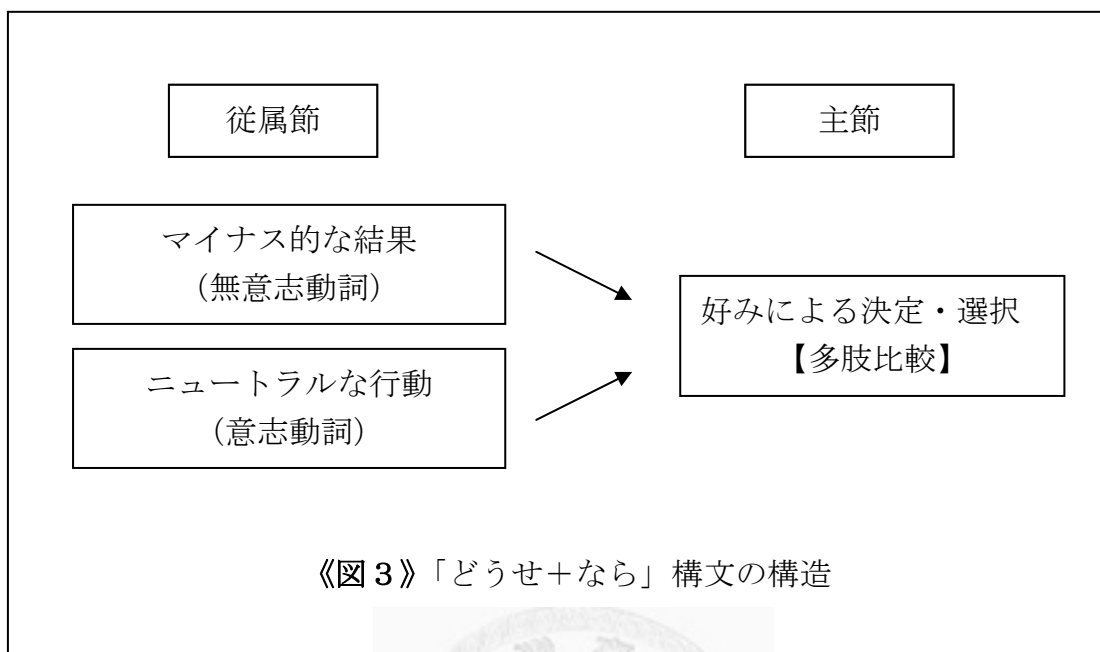 従属節
主節
マイナス的な結果
（無意志動詞）
ニュートラルな行動
（意志動詞）
好みによる決定・選択
【多肢比較】
《図３》「どうせ＋なら」構文の構造